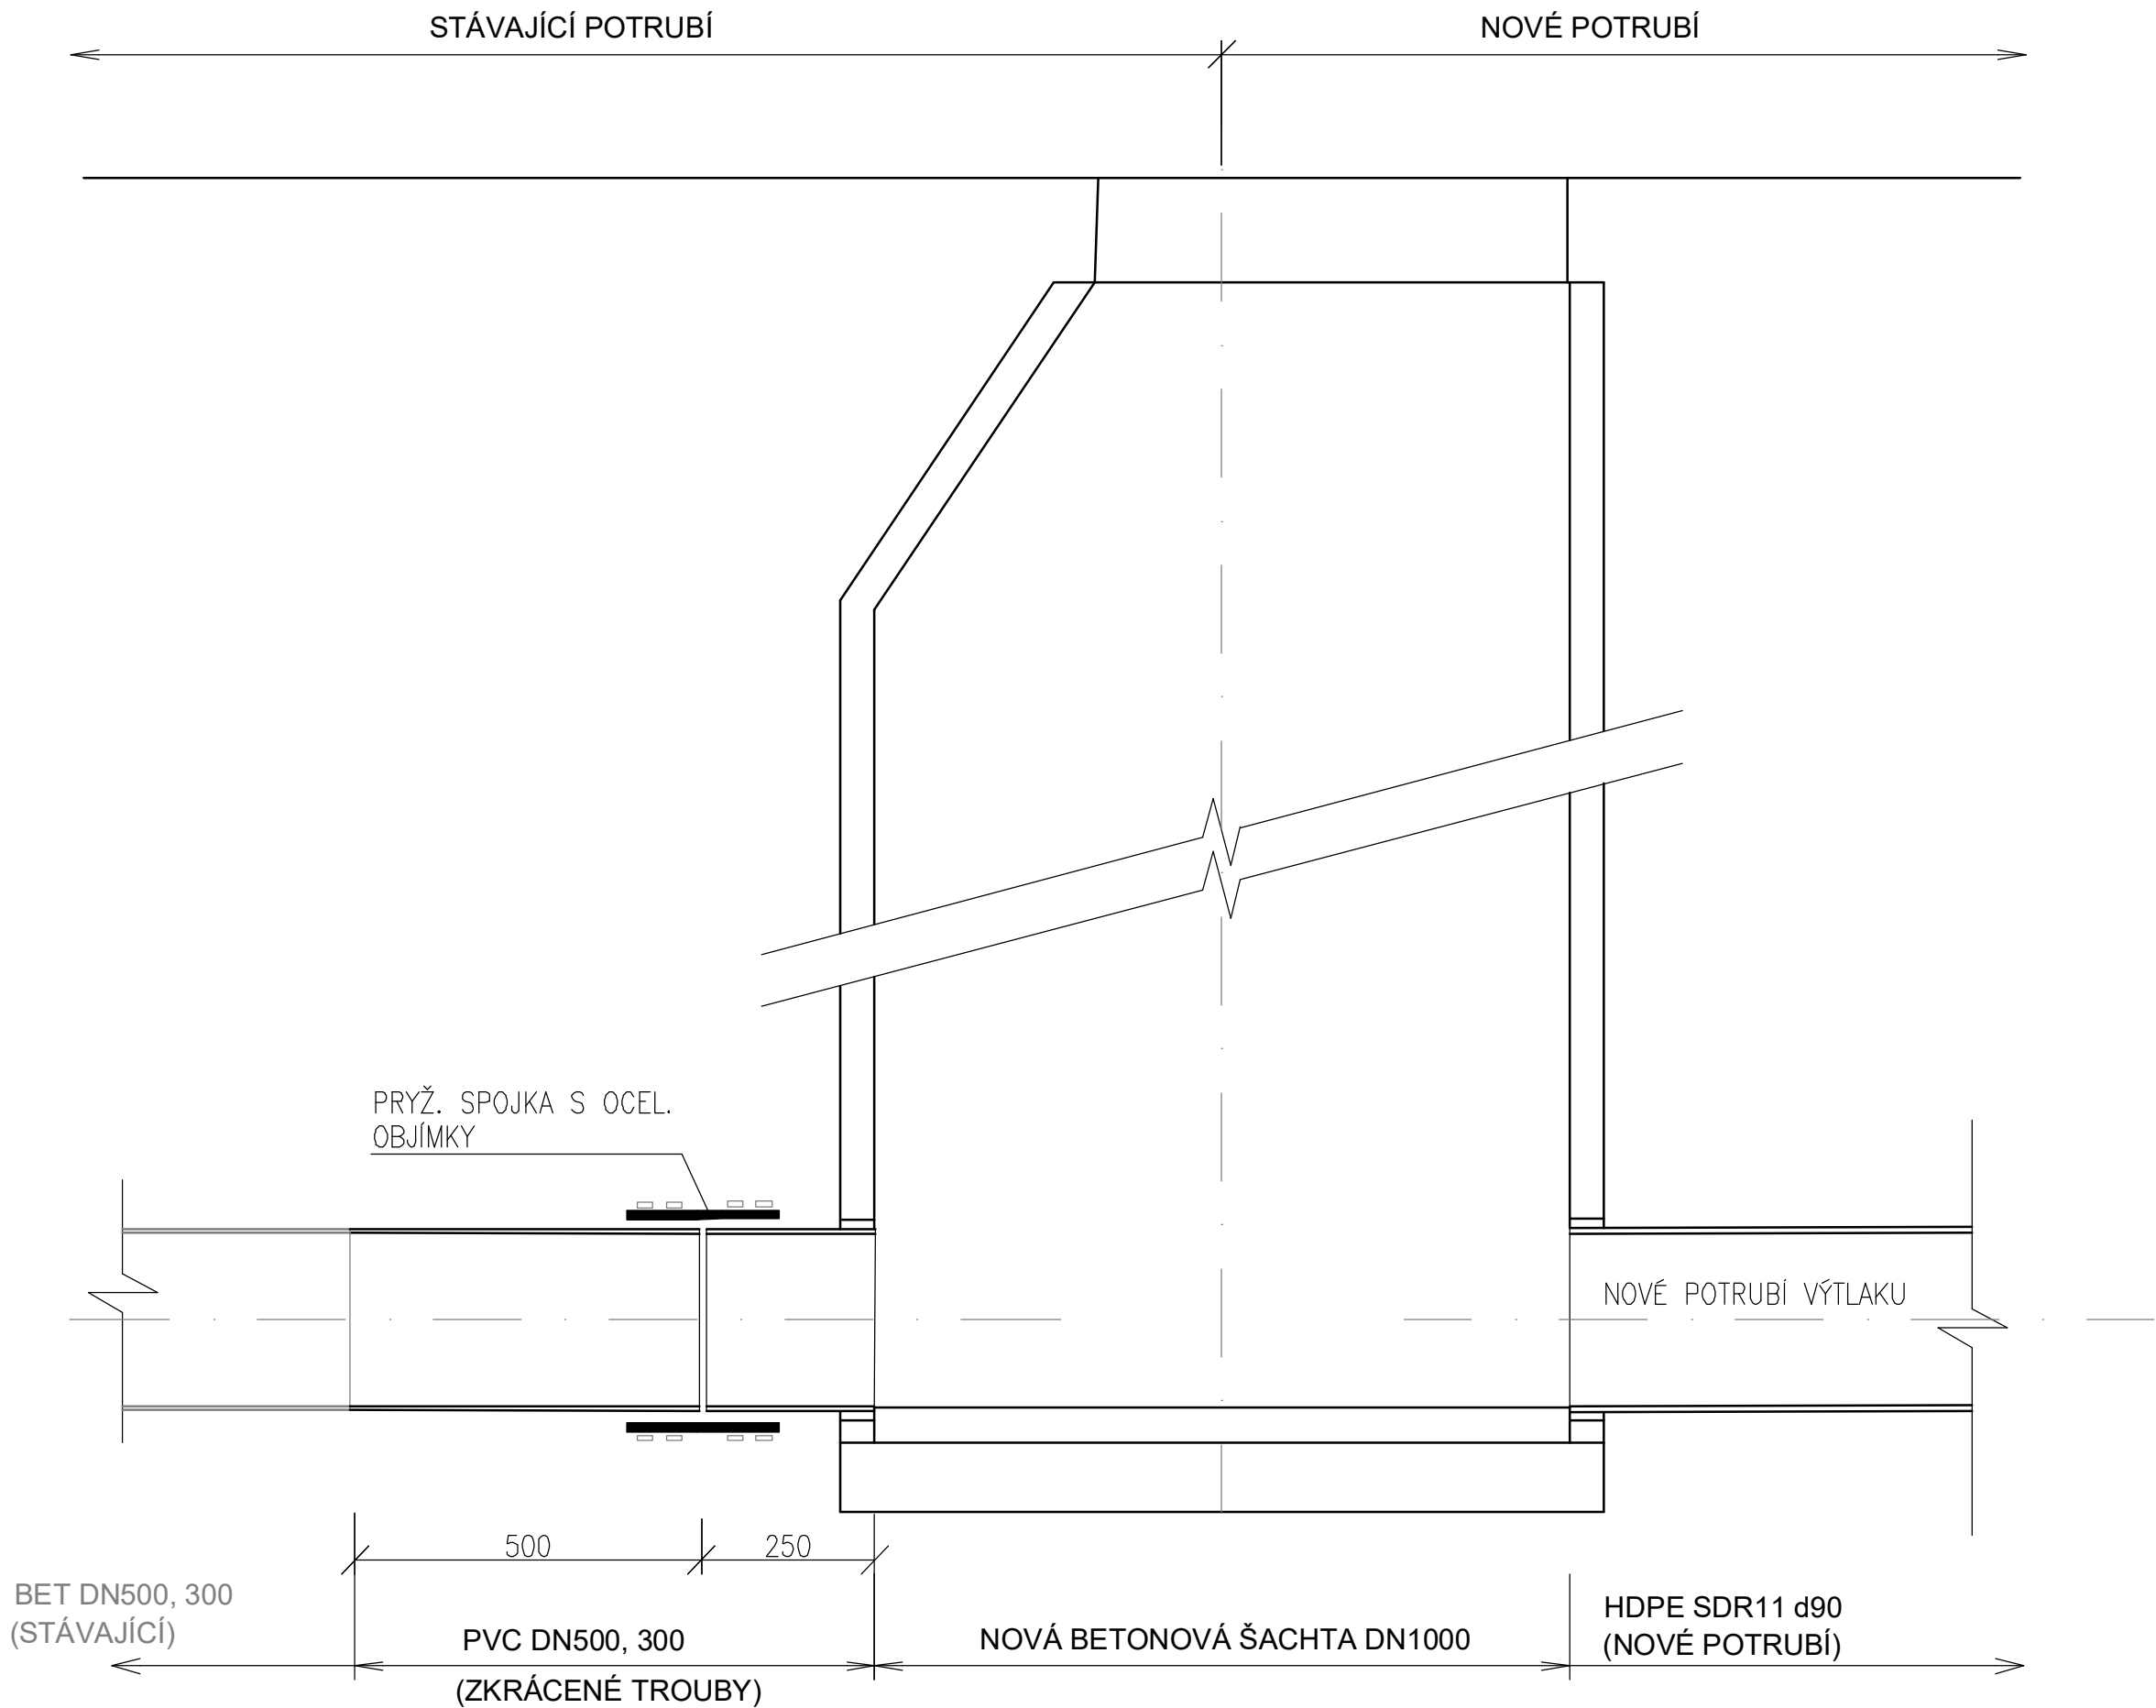 STÁVAJÍCÍ POTRUBÍ
NOVÉ POTRUBÍ
PRYŽ. SPOJKA S OCEL.
OBJÍMKY
NOVÉ POTRUBÍ VÝTLAKU
500
250
BET DN500, 300
(STÁVAJÍCÍ)
PVC DN500, 300
(ZKRÁCENÉ TROUBY)
NOVÁ BETONOVÁ ŠACHTA DN1000
HDPE SDR11 d90
(NOVÉ POTRUBÍ)